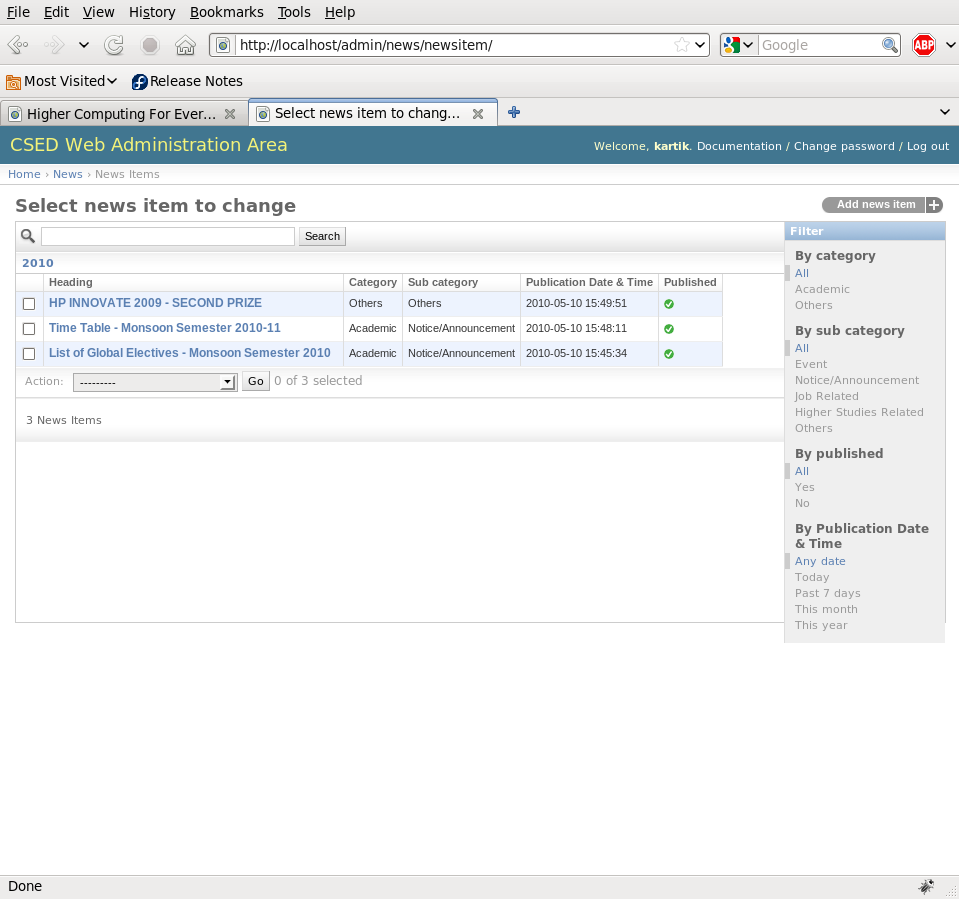 File Edit View History Bookmarks Tools Help
http://localhost/admin/news/newsitem/ Google ABP
Most Visited Release Notes
Higher Computing For Ever... Select news item to chang...
CSED Web Administration Area Welcome, kartik. Documentation / Change password / Log out
Home › News › News Items
Select news item to change Add news item
Search
2010
Heading Category Sub category Publication Date & Time Published
HP INNOVATE 2009 - SECOND PRIZE Others Others 2010-05-10 15:49:51
Time Table - Monsoon Semester 2010-11 Academic Notice/Announcement 2010-05-10 15:48:11
List of Global Electives - Monsoon Semester 2010 Academic Notice/Announcement 2010-05-10 15:45:34
Action: --------- Go 0 of 3 selected
3 News Items
Filter
By category
All
Academic
Others
By sub category
All
Event
Notice/Announcement
Job Related
Higher Studies Related
Others
By published
All
Yes
No
By Publication Date
& Time
Any date
Today
Past 7 days
This month
This year
Done